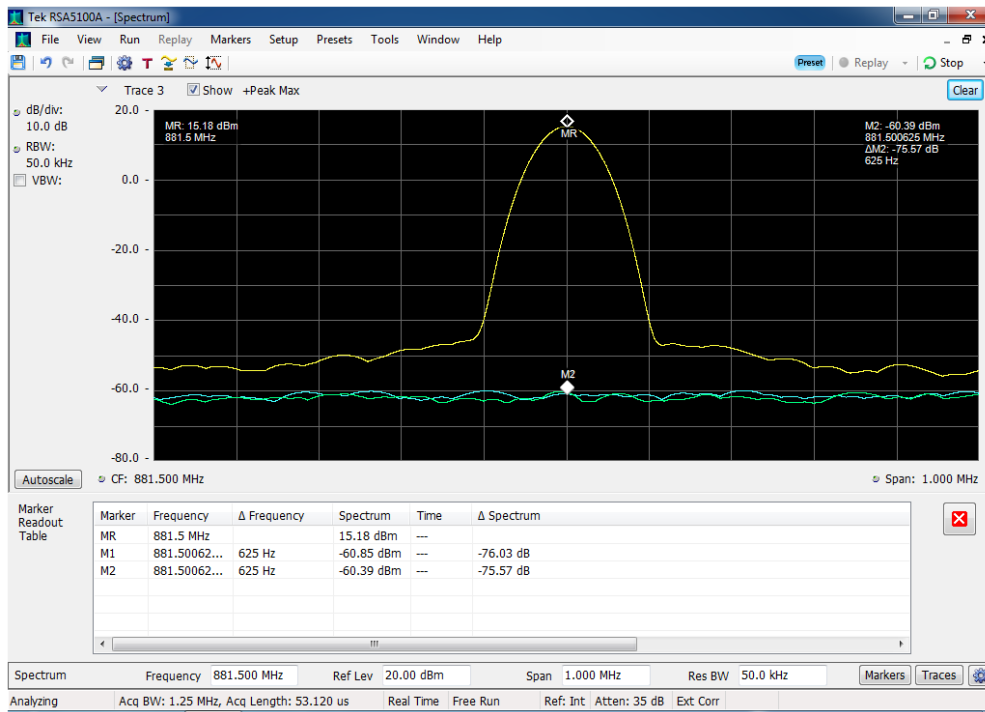 Tek RSA5100A - [Spectrum]
File View Run Replay Markers Setup Presets Tools Window Help
T Preset Replay Stop
Trace 3 Show +Peak Max Clear
dB/div:
10.0 dB
RBW:
50.0 kHz
VBW:
20.0 -
0.0 -
-20.0 -
-40.0 -
-60.0 -
-80.0 -
MR: 15.18 dBm
881.5 MHz
MR
M2: -60.39 dBm
881.500625 MHz
ΔM2: -75.57 dB
625 Hz
M2
Autoscale CF: 881.500 MHz Span: 1.000 MHz
Marker
Readout
Table
Marker Frequency Δ Frequency Spectrum Time Δ Spectrum
MR 881.5 MHz 15.18 dBm ---
M1 881.50062... 625 Hz -60.85 dBm --- -76.03 dB
M2 881.50062... 625 Hz -60.39 dBm --- -75.57 dB
Spectrum Frequency 881.500 MHz Ref Lev 20.00 dBm Span 1.000 MHz Res BW 50.0 kHz Markers Traces
Analyzing Acq BW: 1.25 MHz, Acq Length: 53.120 us Real Time Free Run Ref: Int Atten: 35 dB Ext Corr